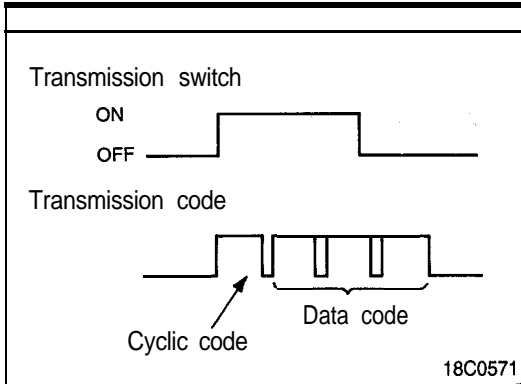 Transmission switch
ON
OFF
Transmission code
Data code
Cyclic code
18C0571